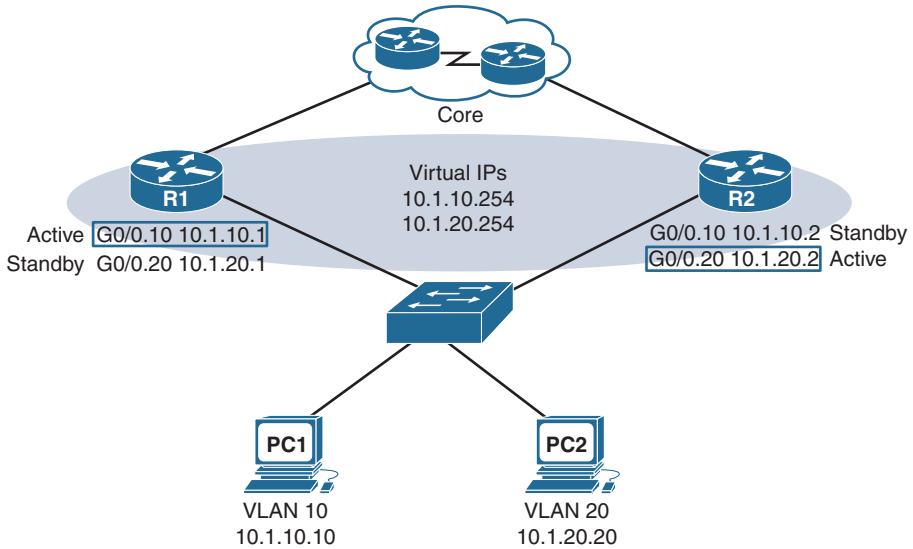 Core
Virtual IPs
10.1.10.254
10.1.20.254
R1
Active G0/0.10 10.1.10.1
Standby G0/0.20 10.1.20.1
R2
G0/0.10 10.1.10.2 Standby
G0/0.20 10.1.20.2 Active
PC1
VLAN 10
10.1.10.10
PC2
VLAN 20
10.1.20.20